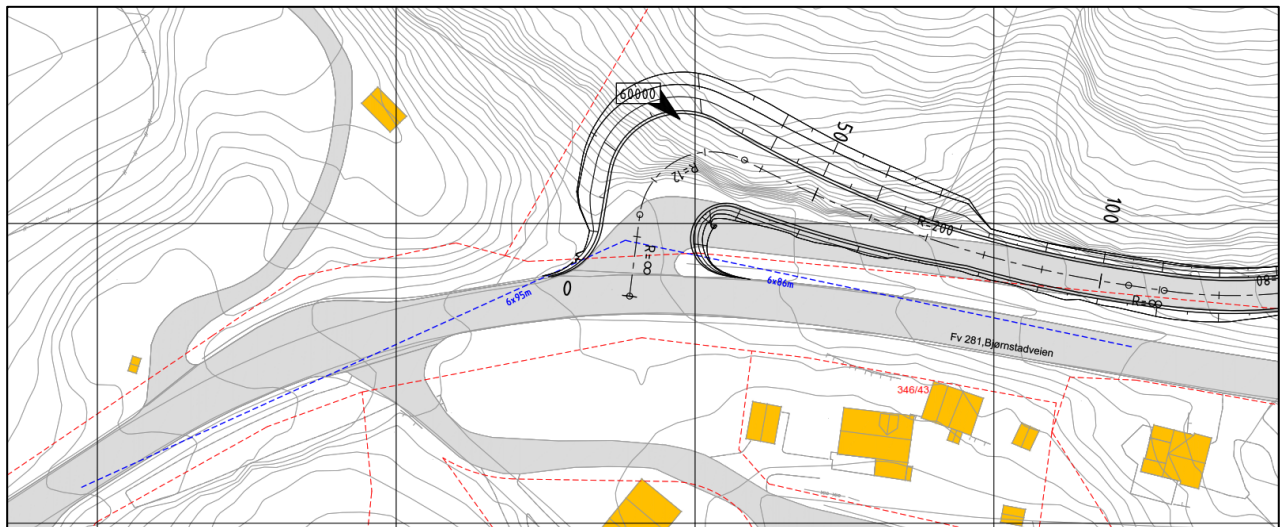 60000
50
R=12
100
R=200
R=∞
0
6x95m
6x86m
R=∞
Fv 281,Bjørnstadveien
346/43